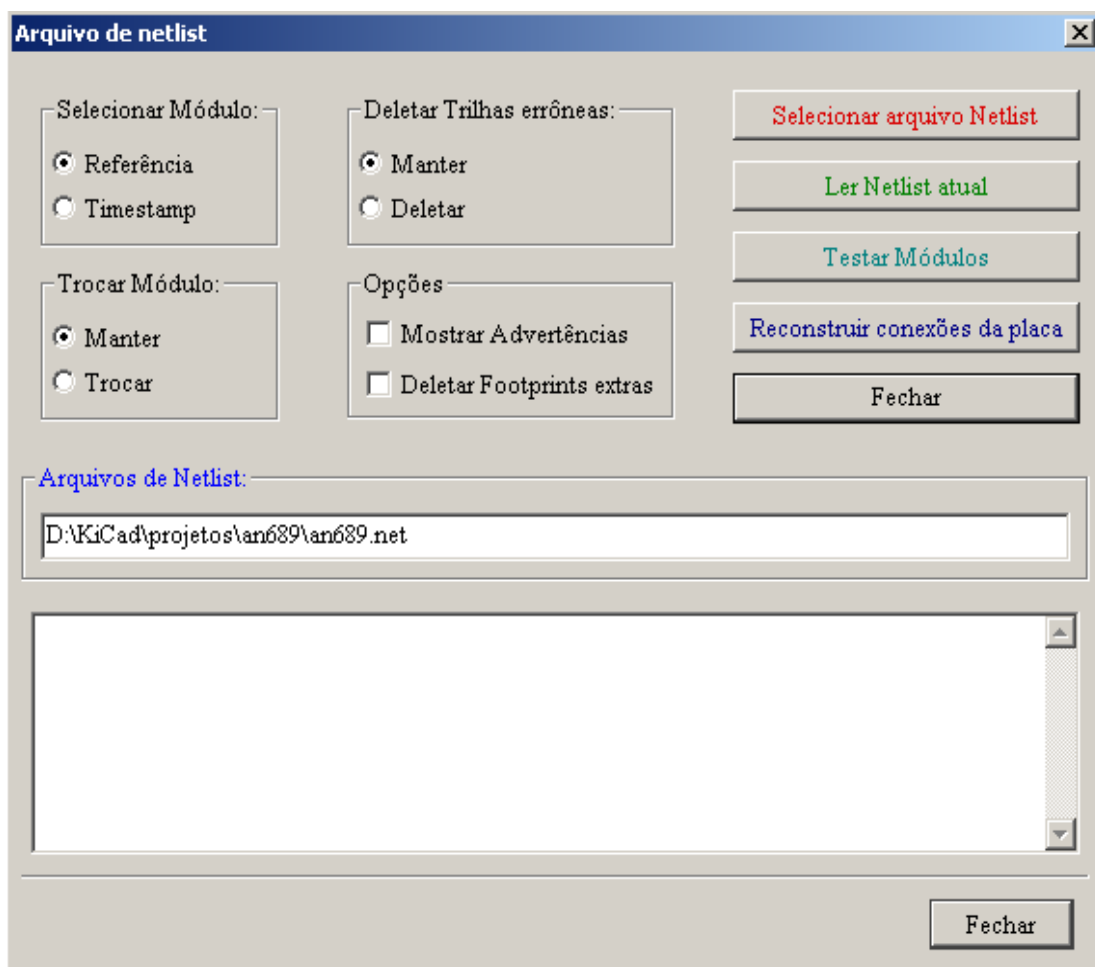 Arquivo de netlist
Selecionar Módulo:
Referência
Timestamp
Deletar Trilhas errôneas:
Manter
Deletar
Selecionar arquivo Netlist
Ler Netlist atual
Testar Módulos
Reconstruir conexões da placa
Fechar
Trocar Módulo:
Manter
Trocar
Opções
Mostrar Advertências
Deletar Footprints extras
Arquivos de Netlist:
D:\KiCad\projetos\an689\an689.net
Fechar